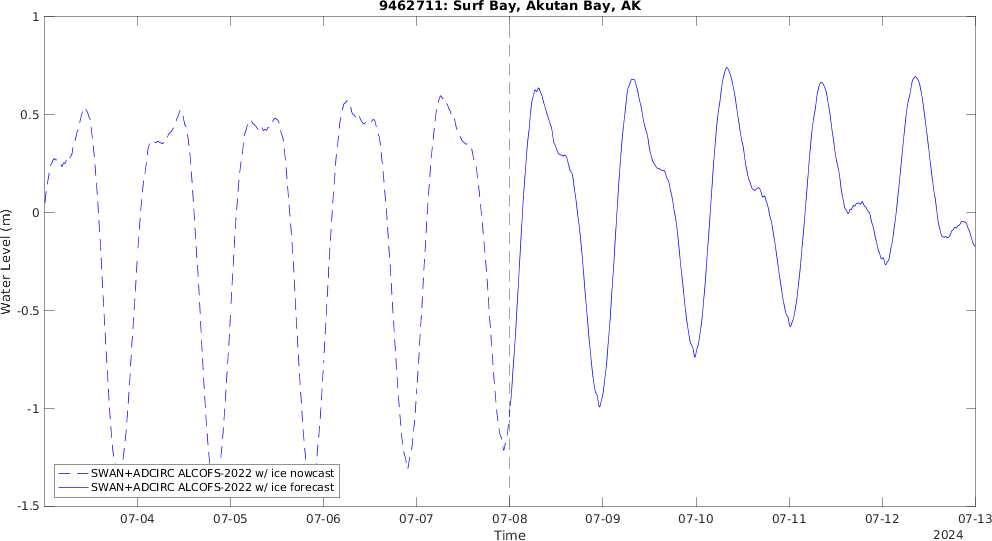 9462711: Surf Bay, Akutan Bay, AK
Water Level (m)
1
0.5
0
-0.5
-1
-1.5
SWAN+ADCIRC ALCOFS-2022 w/ ice nowcast
SWAN+ADCIRC ALCOFS-2022 w/ ice forecast
07-04 07-05 07-06 07-07 07-08 07-09 07-10 07-11 07-12 07-13
Time
2024